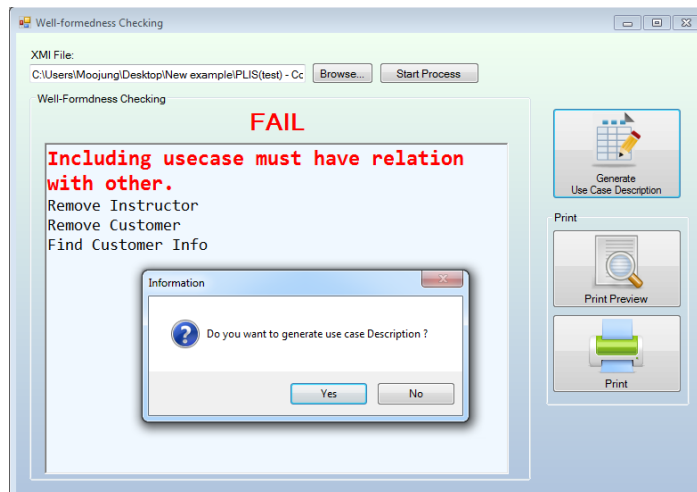 Well-formedness Checking
XMI File:
C:\Users\Moojung\Desktop\New example\PLIS(test) - Cc
Browse...
Start Process
Well-Formdness Checking
FAIL
Including usecase must have relation
with other.
Remove Instructor
Remove Customer
Find Customer Info
Generate
Use Case Description
Print
Print Preview
Print
Information
Do you want to generate use case Description ?
Yes
No